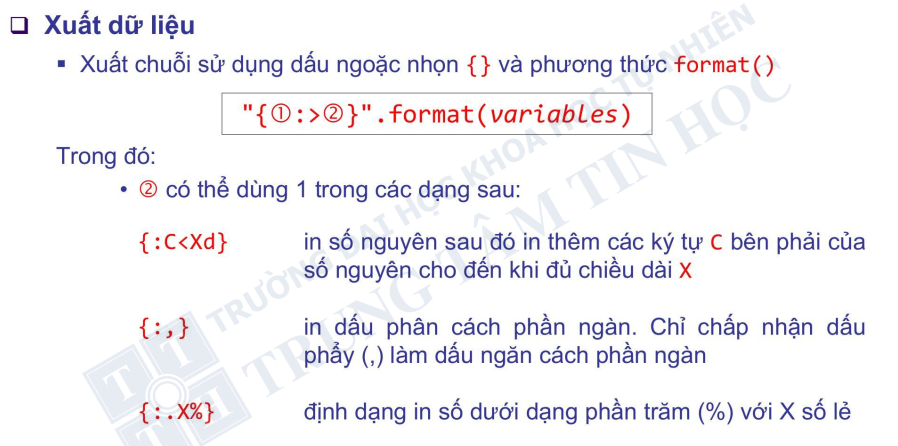 ❑ Xuất dữ liệu
▪ Xuất chuỗi sử dụng dấu ngoặc nhọn {} và phương thức format()
"{①:>②}".format(variables)
Trong đó:
• ② có thể dùng 1 trong các dạng sau:
{:C<Xd} in số nguyên sau đó in thêm các ký tự C bên phải của
số nguyên cho đến khi đủ chiều dài X
{:,} in dấu phân cách phần ngàn. Chỉ chấp nhận dấu
phẩy (,) làm dấu ngăn cách phần ngàn
{:.X%} định dạng in số dưới dạng phần trăm (%) với X số lẻ
TRƯỜNG ĐẠI HỌC KHOA HỌC TỰ NHIÊN
TRUNG TÂM TIN HỌC